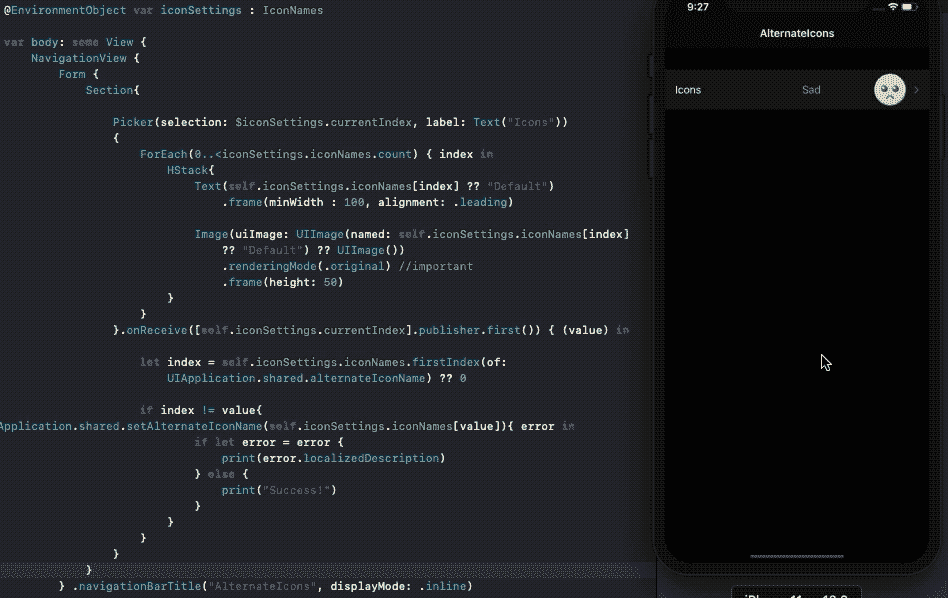 @EnvironmentObject var iconSettings : IconNames
var body: some View {
NavigationView {
Form {
Section{
Picker(selection: $iconSettings.currentIndex, label: Text("Icons"))
{
ForEach(0..<iconSettings.iconNames.count) { index in
HStack{
Text(self.iconSettings.iconNames[index] ?? "Default")
.frame(minWidth : 100, alignment: .leading)
Image(uiImage: UIImage(named: self.iconSettings.iconNames[index]
?? "Default") ?? UIImage())
.renderingMode(.original) //important
.frame(height: 50)
}
}
}.onReceive([self.iconSettings.currentIndex].publisher.first()) { (value) in
let index = self.iconSettings.iconNames.firstIndex(of:
UIApplication.shared.alternateIconName) ?? 0
if index != value{
Application.shared.setAlternateIconName(self.iconSettings.iconNames[value]){ error in
if let error = error {
print(error.localizedDescription)
} else {
print("Success!")
}
}
}
}
}
} .navigationBarTitle("AlternateIcons", displayMode: .inline)
9:27
AlternateIcons
Icons
Sad